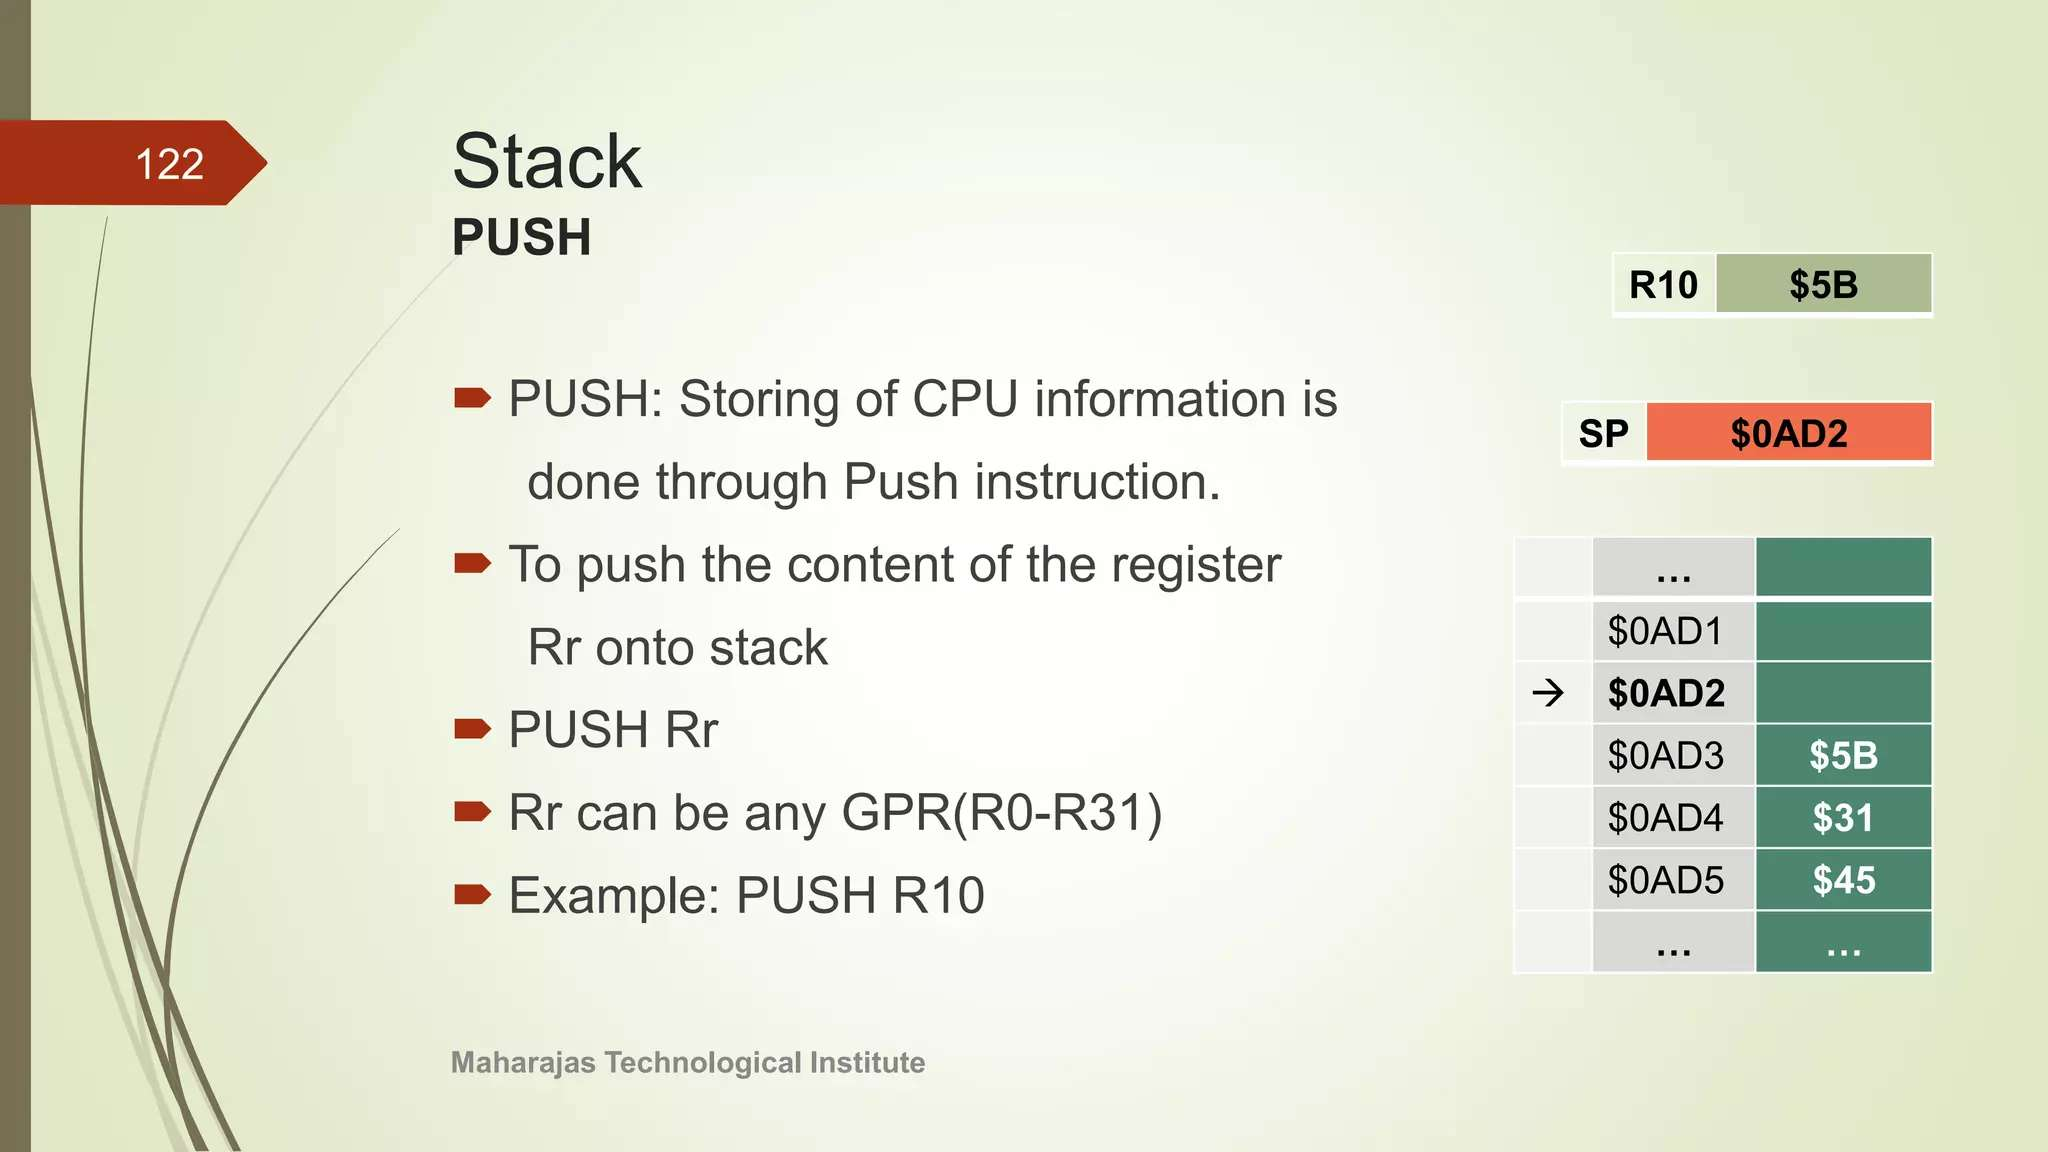 122
Stack
PUSH
R10 $5B
PUSH: Storing of CPU information is
done through Push instruction.
SP $0AD2
To push the content of the register
Rr onto stack
PUSH Rr
Rr can be any GPR(R0-R31)
Example: PUSH R10
...
$0AD1
→ $0AD2
$0AD3 $5B
$0AD4 $31
$0AD5 $45
... ...
Maharajas Technological Institute